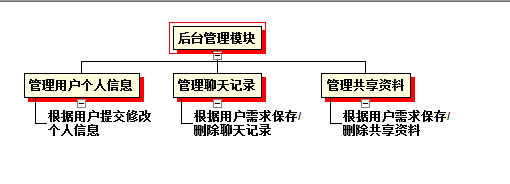 后台管理模块
管理用户个人信息
管理聊天记录
管理共享资料
根据用户提交修改
个人信息
根据用户需求保存/
删除聊天记录
根据用户需求保存/
删除共享资料